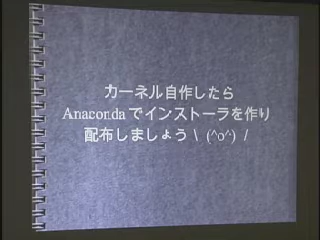 カーネル自作したら
Anacondaでインストーラを作り
配布しましょう \ (^o^) /